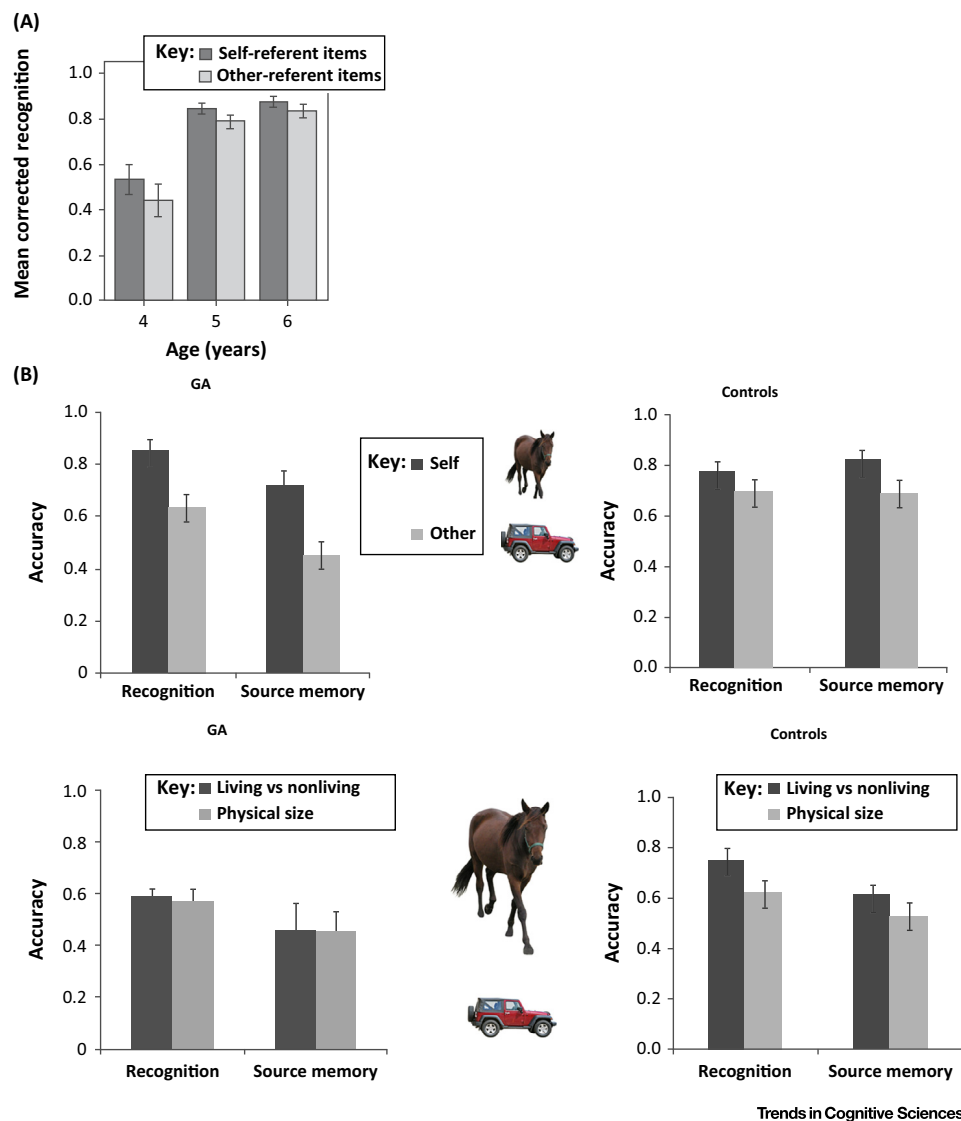 (A)
Key: Self-referent items
Other-referent items
Mean corrected recognition
1.0
0.8
0.6
0.4
0.2
0.0
4 5 6
Age (years)
(B)
GA
Accuracy
1.0
0.8
0.6
0.4
0.2
0
Recognition Source memory
Key: Self
Other
Controls
Accuracy
1.0
0.8
0.6
0.4
0.2
0.0
Recognition Source memory
GA
Key: Living vs nonliving
Physical size
Accuracy
1.0
0.8
0.6
0.4
0.2
0
Recognition Source memory
Controls
Key: Living vs nonliving
Physical size
Accuracy
1.0
0.8
0.6
0.4
0.2
0.0
Recognition Source memory
Trends in Cognitive Sciences